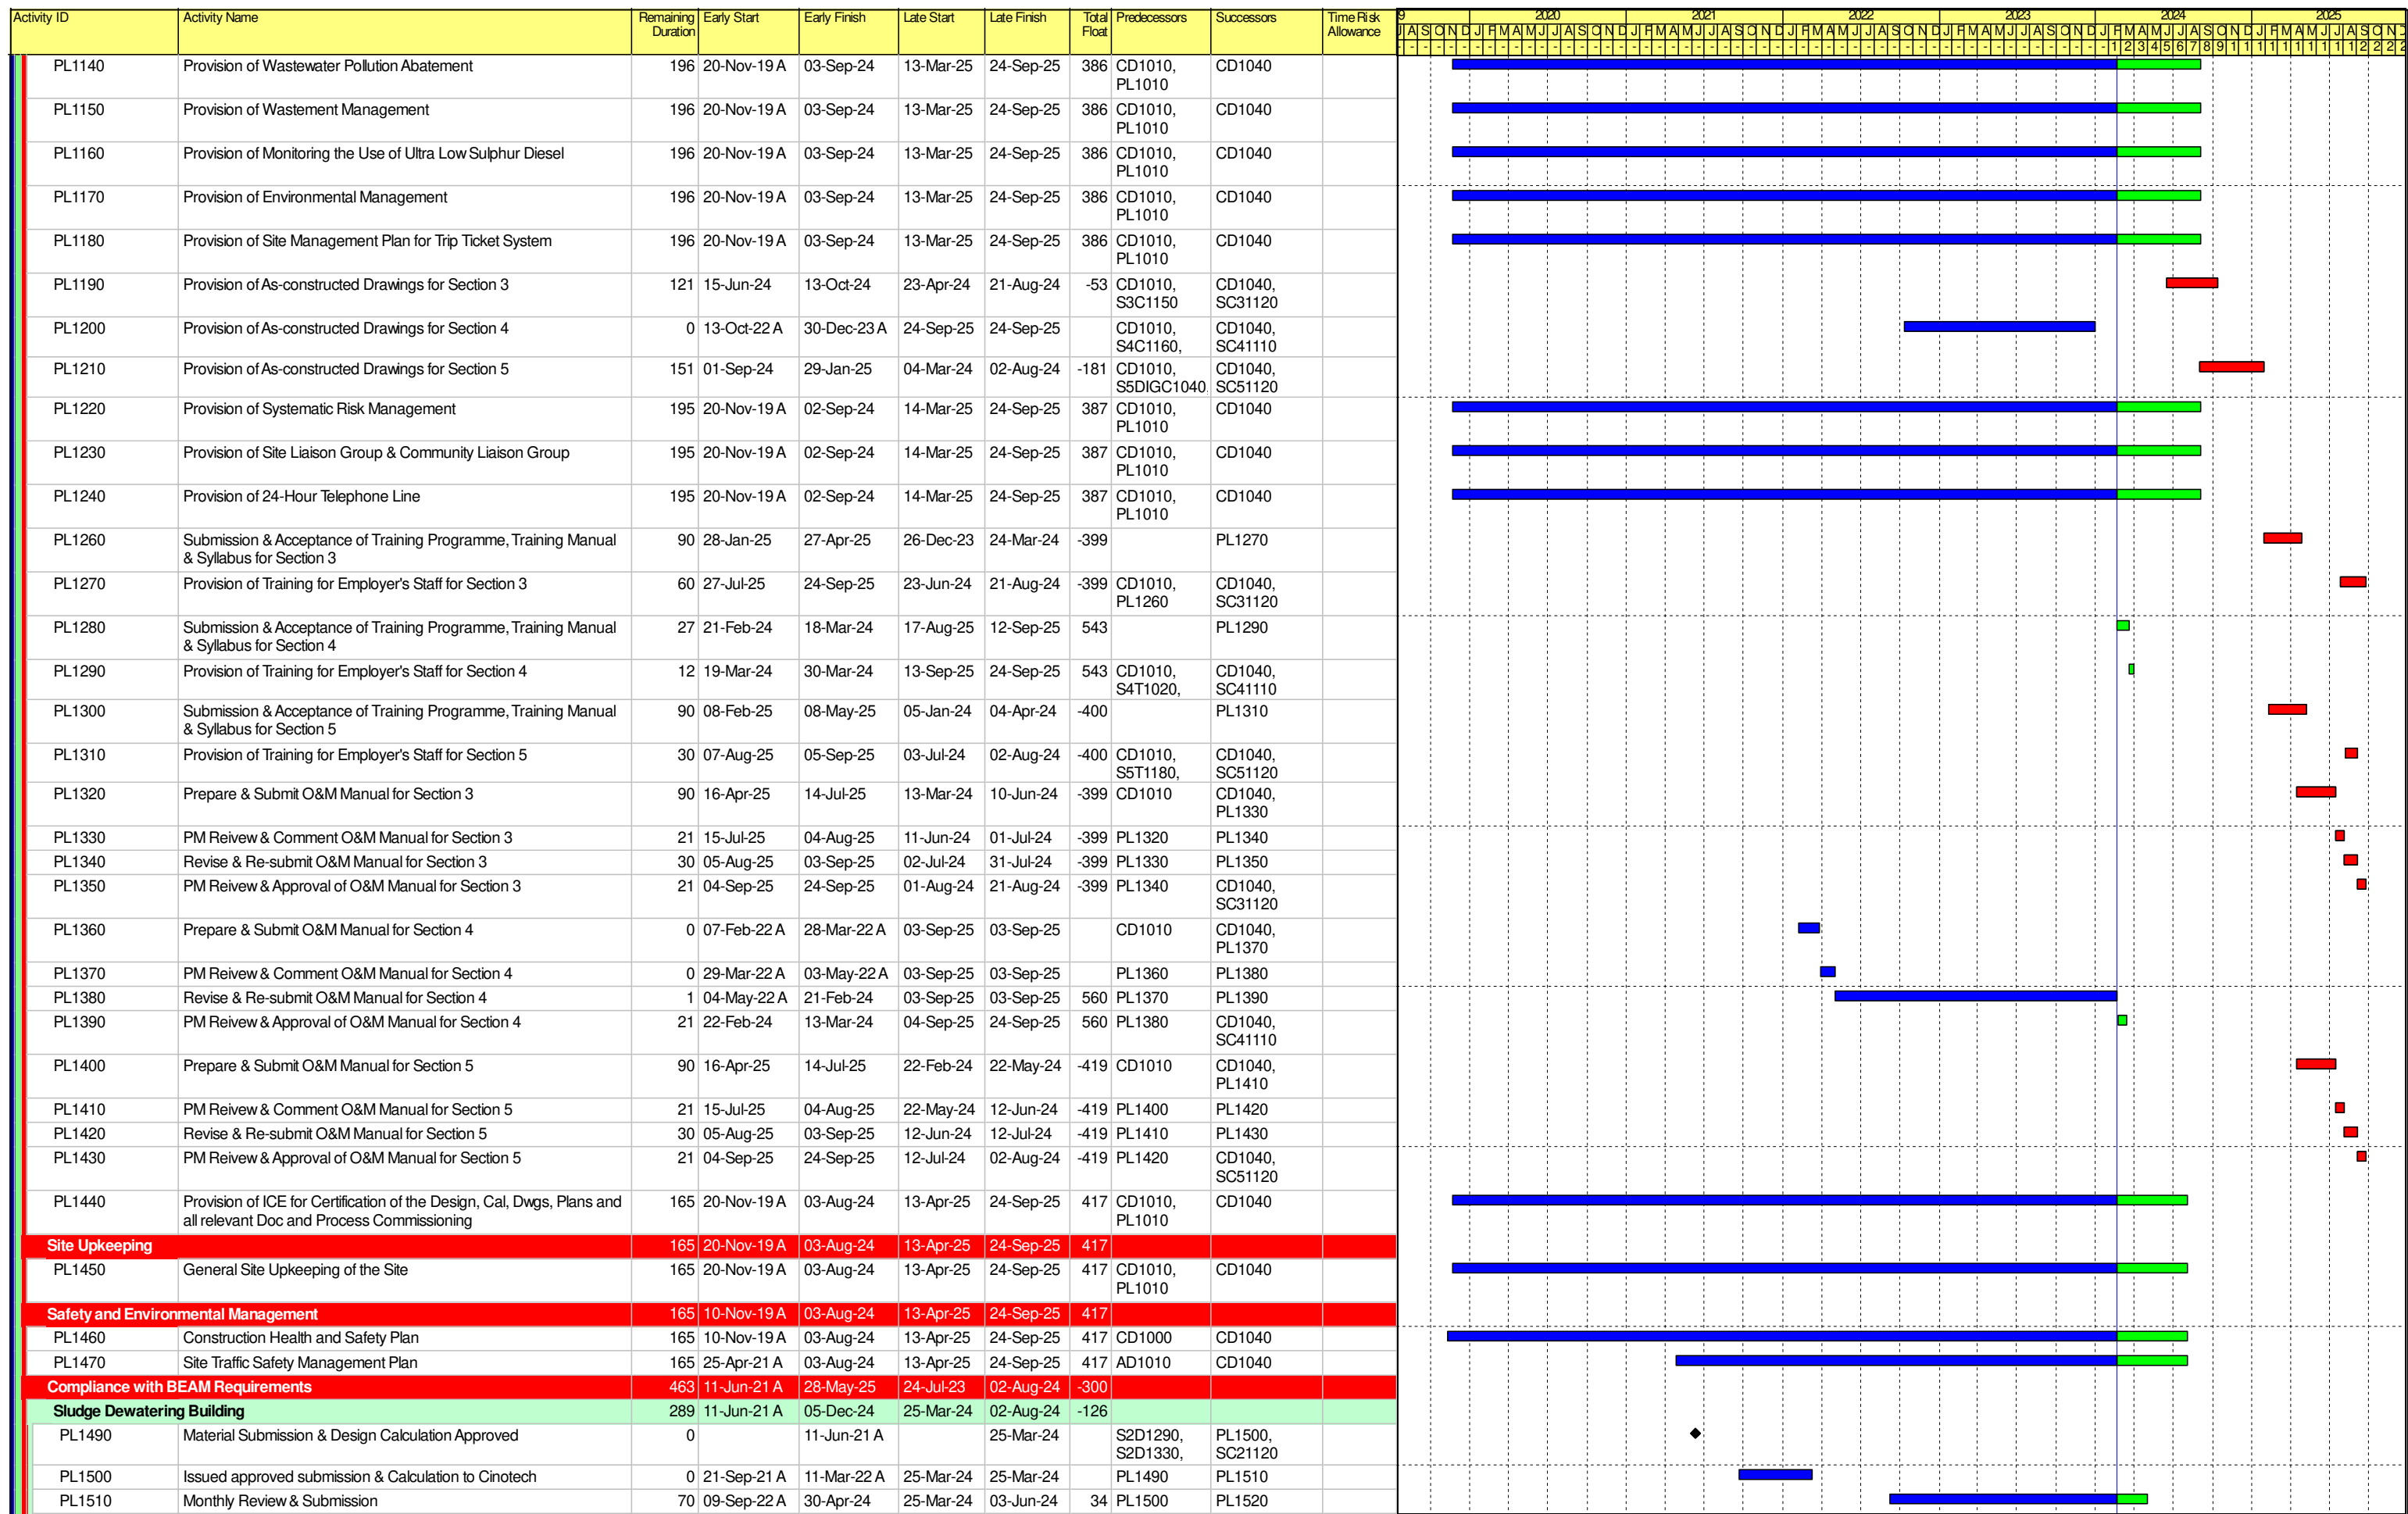 Activity ID Activity Name Remaining Duration Early Start Early Finish Late Start Late Finish Total Float Predecessors Successors Time Risk Allowance
9 2020 2021 2022 2023 2024 2025
J A S O N D J F M A M J J A S O N D J F M A M J J A S O N D J F M A M J J A S O N D J F M A M J J A S O N D J F M A M J J A S O N D J F M A M J J A S O N D
PL1140 Provision of Wastewater Pollution Abatement 196 20-Nov-19 A 03-Sep-24 13-Mar-25 24-Sep-25 386 CD1010, CD1040
PL1010
PL1150 Provision of Wastement Management 196 20-Nov-19 A 03-Sep-24 13-Mar-25 24-Sep-25 386 CD1010, CD1040
PL1010
PL1160 Provision of Monitoring the Use of Ultra Low Sulphur Diesel 196 20-Nov-19 A 03-Sep-24 13-Mar-25 24-Sep-25 386 CD1010, CD1040
PL1010
PL1170 Provision of Environmental Management 196 20-Nov-19 A 03-Sep-24 13-Mar-25 24-Sep-25 386 CD1010, CD1040
PL1010
PL1180 Provision of Site Management Plan for Trip Ticket System 196 20-Nov-19 A 03-Sep-24 13-Mar-25 24-Sep-25 386 CD1010, CD1040
PL1010
PL1190 Provision of As-constructed Drawings for Section 3 121 15-Jun-24 13-Oct-24 23-Apr-24 21-Aug-24 -53 CD1010, CD1040,
S3C1150 SC31120
PL1200 Provision of As-constructed Drawings for Section 4 0 13-Oct-22 A 30-Dec-23 A 24-Sep-25 24-Sep-25 CD1010, CD1040,
S4C1160, SC41110
PL1210 Provision of As-constructed Drawings for Section 5 151 01-Sep-24 29-Jan-25 04-Mar-24 02-Aug-24 -181 CD1010, CD1040,
S5DIGC1040, SC51120
PL1220 Provision of Systematic Risk Management 195 20-Nov-19 A 02-Sep-24 14-Mar-25 24-Sep-25 387 CD1010, CD1040
PL1010
PL1230 Provision of Site Liaison Group & Community Liaison Group 195 20-Nov-19 A 02-Sep-24 14-Mar-25 24-Sep-25 387 CD1010, CD1040
PL1010
PL1240 Provision of 24-Hour Telephone Line 195 20-Nov-19 A 02-Sep-24 14-Mar-25 24-Sep-25 387 CD1010, CD1040
PL1010
PL1260 Submission & Acceptance of Training Programme, Training Manual 90 28-Jan-25 27-Apr-25 26-Dec-23 24-Mar-24 -399 PL1270
& Syllabus for Section 3
PL1270 Provision of Training for Employer's Staff for Section 3 60 27-Jul-25 24-Sep-25 23-Jun-24 21-Aug-24 -399 CD1010, CD1040,
PL1260 SC31120
PL1280 Submission & Acceptance of Training Programme, Training Manual 27 21-Feb-24 18-Mar-24 17-Aug-25 12-Sep-25 543 PL1290
& Syllabus for Section 4
PL1290 Provision of Training for Employer's Staff for Section 4 12 19-Mar-24 30-Mar-24 13-Sep-25 24-Sep-25 543 CD1010, CD1040,
S4T1020, SC41110
PL1300 Submission & Acceptance of Training Programme, Training Manual 90 08-Feb-25 08-May-25 05-Jan-24 04-Apr-24 -400 PL1310
& Syllabus for Section 5
PL1310 Provision of Training for Employer's Staff for Section 5 30 07-Aug-25 05-Sep-25 03-Jul-24 02-Aug-24 -400 CD1010, CD1040,
S5T1180, SC51120
PL1320 Prepare & Submit O&M Manual for Section 3 90 16-Apr-25 14-Jul-25 13-Mar-24 10-Jun-24 -399 CD1010 CD1040,
PL1330
PL1330 PM Reivew & Comment O&M Manual for Section 3 21 15-Jul-25 04-Aug-25 11-Jun-24 01-Jul-24 -399 PL1320 PL1340
PL1340 Revise & Re-submit O&M Manual for Section 3 30 05-Aug-25 03-Sep-25 02-Jul-24 31-Jul-24 -399 PL1330 PL1350
PL1350 PM Reivew & Approval of O&M Manual for Section 3 21 04-Sep-25 24-Sep-25 01-Aug-24 21-Aug-24 -399 PL1340 CD1040,
SC31120
PL1360 Prepare & Submit O&M Manual for Section 4 0 07-Feb-22 A 28-Mar-22 A 03-Sep-25 03-Sep-25 CD1010 CD1040,
PL1370
PL1370 PM Reivew & Comment O&M Manual for Section 4 0 29-Mar-22 A 03-May-22 A 03-Sep-25 03-Sep-25 PL1360 PL1380
PL1380 Revise & Re-submit O&M Manual for Section 4 1 04-May-22 A 21-Feb-24 03-Sep-25 03-Sep-25 560 PL1370 PL1390
PL1390 PM Reivew & Approval of O&M Manual for Section 4 21 22-Feb-24 13-Mar-24 04-Sep-25 24-Sep-25 560 PL1380 CD1040,
SC41110
PL1400 Prepare & Submit O&M Manual for Section 5 90 16-Apr-25 14-Jul-25 22-Feb-24 22-May-24 -419 CD1010 CD1040,
PL1410
PL1410 PM Reivew & Comment O&M Manual for Section 5 21 15-Jul-25 04-Aug-25 22-May-24 12-Jun-24 -419 PL1400 PL1420
PL1420 Revise & Re-submit O&M Manual for Section 5 30 05-Aug-25 03-Sep-25 12-Jun-24 12-Jul-24 -419 PL1410 PL1430
PL1430 PM Reivew & Approval of O&M Manual for Section 5 21 04-Sep-25 24-Sep-25 12-Jul-24 02-Aug-24 -419 PL1420 CD1040,
SC51120
PL1440 Provision of ICE for Certification of the Design, Cal, Dwgs, Plans and 165 20-Nov-19 A 03-Aug-24 13-Apr-25 24-Sep-25 417 CD1010, CD1040
all relevant Doc and Process Commissioning PL1010
Site Upkeeping 165 20-Nov-19 A 03-Aug-24 13-Apr-25 24-Sep-25 417
PL1450 General Site Upkeeping of the Site 165 20-Nov-19 A 03-Aug-24 13-Apr-25 24-Sep-25 417 CD1010, CD1040
PL1010
Safety and Environmental Management 165 10-Nov-19 A 03-Aug-24 13-Apr-25 24-Sep-25 417
PL1460 Construction Health and Safety Plan 165 10-Nov-19 A 03-Aug-24 13-Apr-25 24-Sep-25 417 CD1000 CD1040
PL1470 Site Traffic Safety Management Plan 165 25-Apr-21 A 03-Aug-24 13-Apr-25 24-Sep-25 417 AD1010 CD1040
Compliance with BEAM Requirements 463 11-Jun-21 A 28-May-25 24-Jul-23 02-Aug-24 -300
Sludge Dewatering Building 289 11-Jun-21 A 05-Dec-24 25-Mar-24 02-Aug-24 -126
PL1490 Material Submission & Design Calculation Approved 0 11-Jun-21 A 25-Mar-24 S2D1290, PL1500,
S2D1330, SC21120
PL1500 Issued approved submission & Calculation to Cinotech 0 21-Sep-21 A 11-Mar-22 A 25-Mar-24 25-Mar-24 PL1490 PL1510
PL1510 Monthly Review & Submission 70 09-Sep-22 A 30-Apr-24 25-Mar-24 03-Jun-24 34 PL1500 PL1520